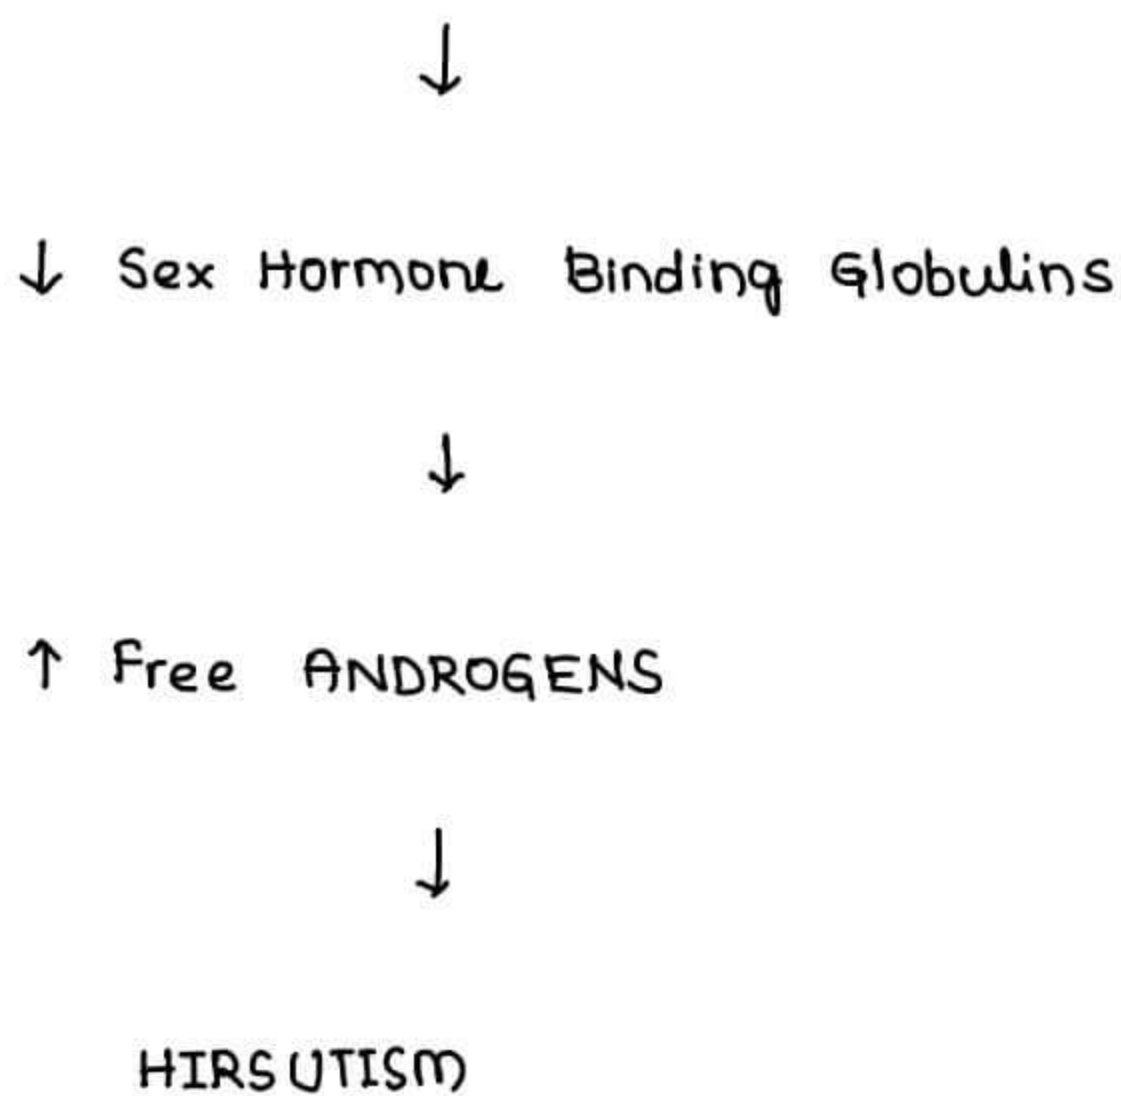 ↓
↓ Sex Hormone Binding Globulins
↓
↑ Free ANDROGENS
↓
HIRSUTISM